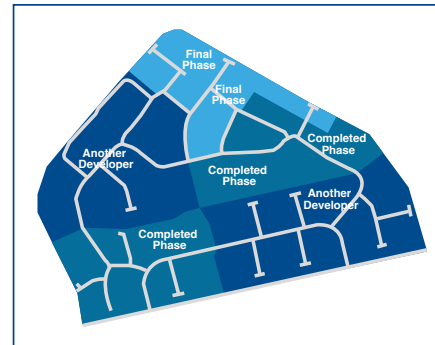 Final
Phase
Final
Phase
Completed
Phase
Another
Developer
Completed
Phase
Another
Developer
Completed
Phase